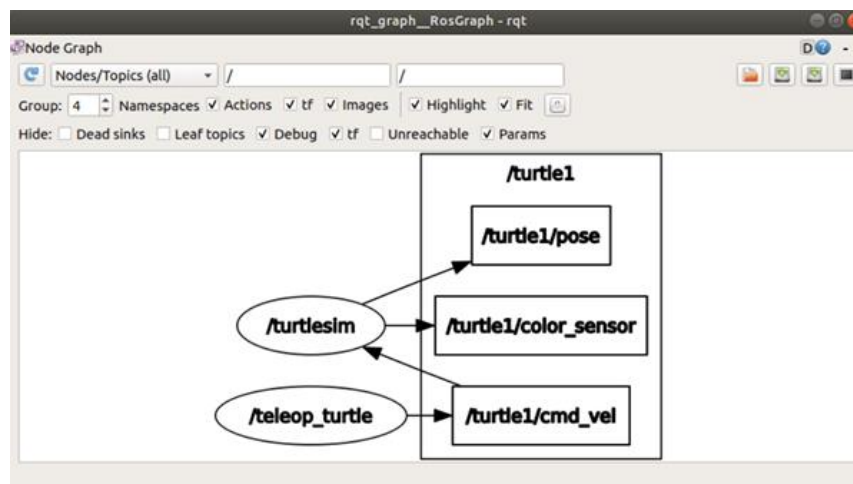 rqt_graph__RosGraph - rqt
Node Graph
D
-
Nodes/Topics (all)
/
/
Group: 4 Namespaces Actions tf Images Highlight Fit
Hide: Dead sinks Leaf topics Debug tf Unreachable Params
/turtle1
/turtle1/pose
/turtlesim
/turtle1/color_sensor
/teleop_turtle
/turtle1/cmd_vel